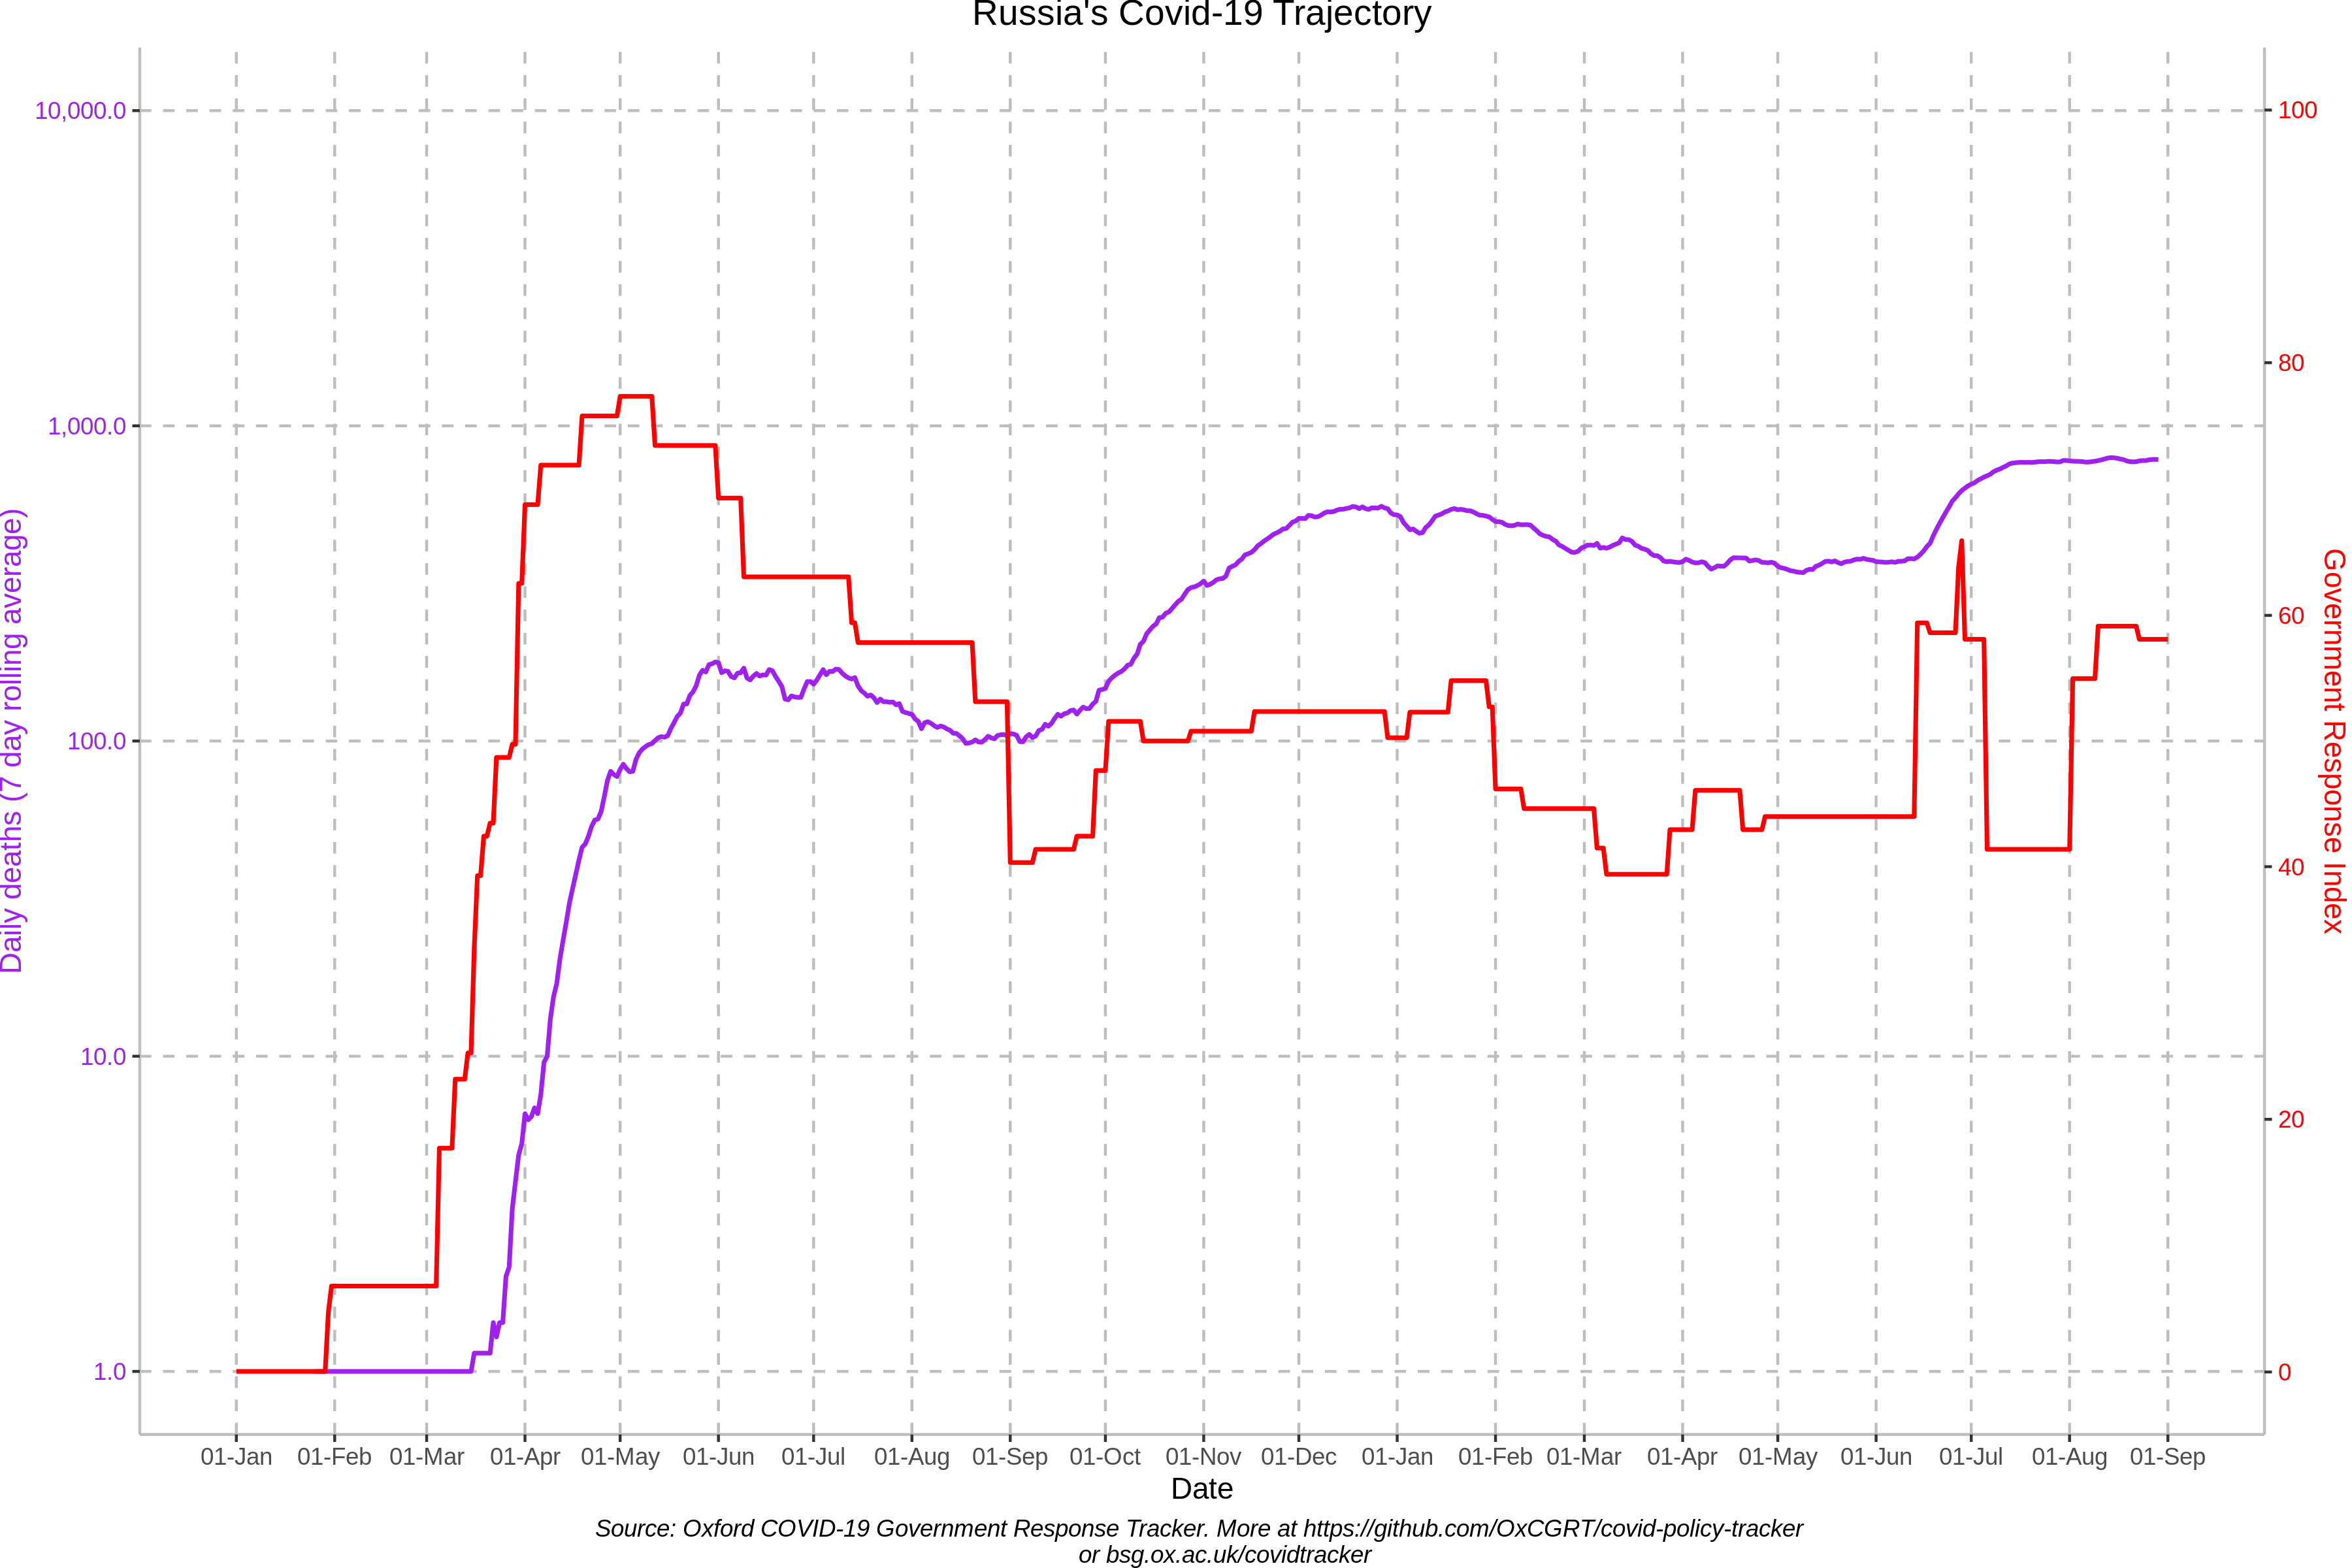 Russia's Covid-19 Trajectory
10,000.0
1,000.0
100.0
10.0
1.0
Daily deaths (7 day rolling average)
100
80
60
40
20
0
Government Response Index
01-Jan 01-Feb 01-Mar 01-Apr 01-May 01-Jun 01-Jul 01-Aug 01-Sep 01-Oct 01-Nov 01-Dec 01-Jan 01-Feb 01-Mar 01-Apr 01-May 01-Jun 01-Jul 01-Aug 01-Sep
Date
Source: Oxford COVID-19 Government Response Tracker. More at https://github.com/OxCGRT/covid-policy-tracker
or bsg.ox.ac.uk/covidtracker